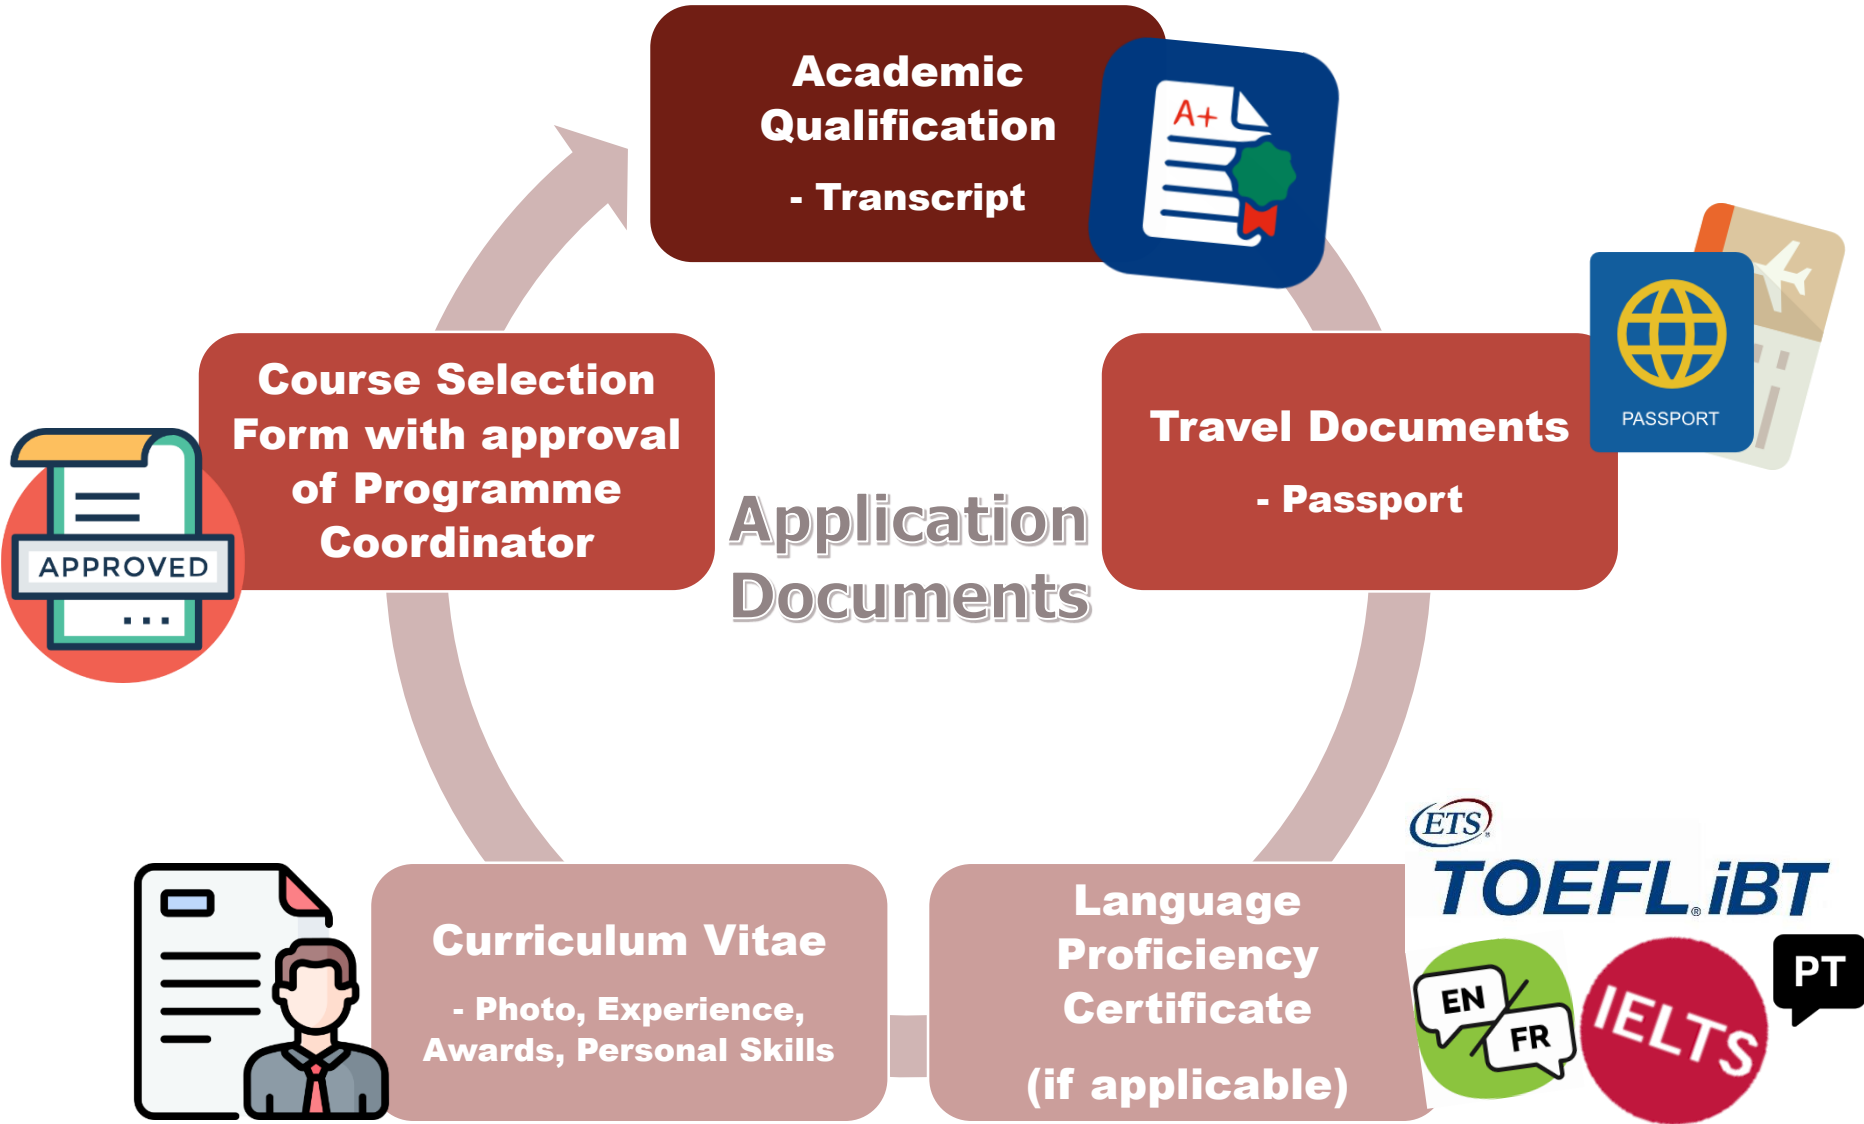 Academic
Qualification
- Transcript
A+
Travel Documents
- Passport
PASSPORT
Course Selection
Form with approval
of Programme
Coordinator
APPROVED
Application
Documents
Curriculum Vitae
- Photo, Experience,
Awards, Personal Skills
Language
Proficiency
Certificate
(if applicable)
ETS®
TOEFL® iBT
EN
FR
IELTS
PT